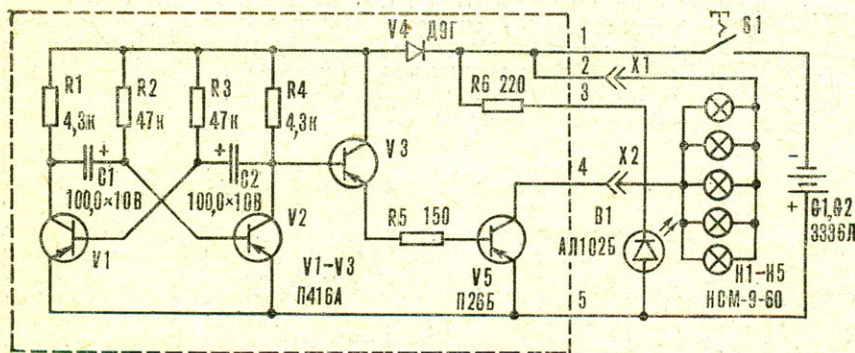 V4 Д9Г
1
S1
R1
R2
R3
R4
2
X1
R6 220
3
4,3к
47к
47к
4,3к
V3
+
C1
100,0×10В
+
C2
100,0×10В
4
X2
V2
R5 150
В1
АЛ102Б
-
+
G1,G2
3336Л
V1
V1-V3
П416А
V5
П26Б
5
Н1-Н5
НСМ-9-60